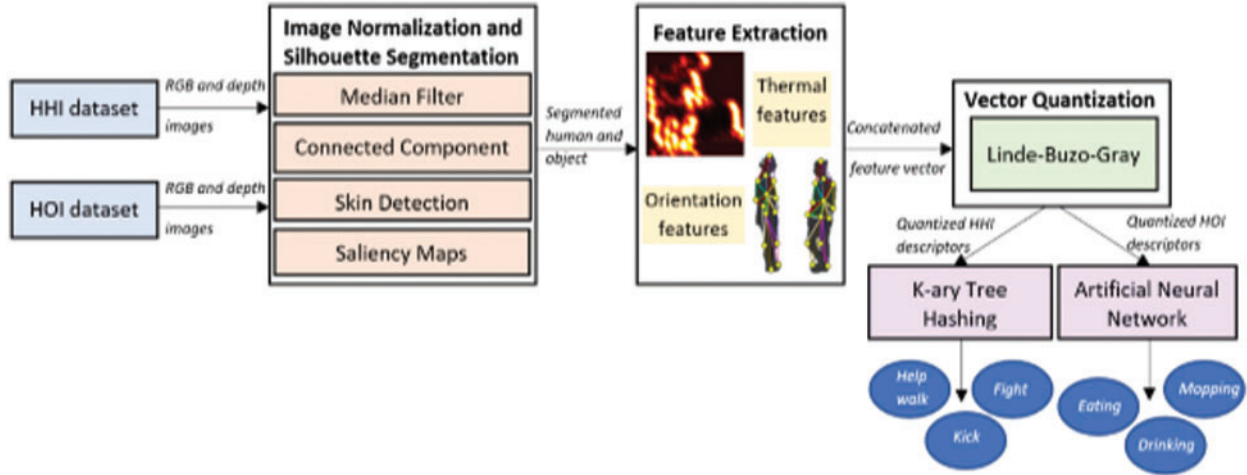 HHI dataset
RGB and depth
images
HOI dataset
RGB and depth
images
Image Normalization and
Silhouette Segmentation
Median Filter
Connected Component
Skin Detection
Saliency Maps
Segmented
human and
object
Feature Extraction
Thermal
features
Orientation
features
Concatenated
feature vector
Vector Quantization
Linde-Buzo-Gray
Quantized HHI
descriptors
Quantized HOI
descriptors
K-ary Tree
Hashing
Artificial Neural
Network
Help
walk
Fight
Kick
Eating
Mopping
Drinking